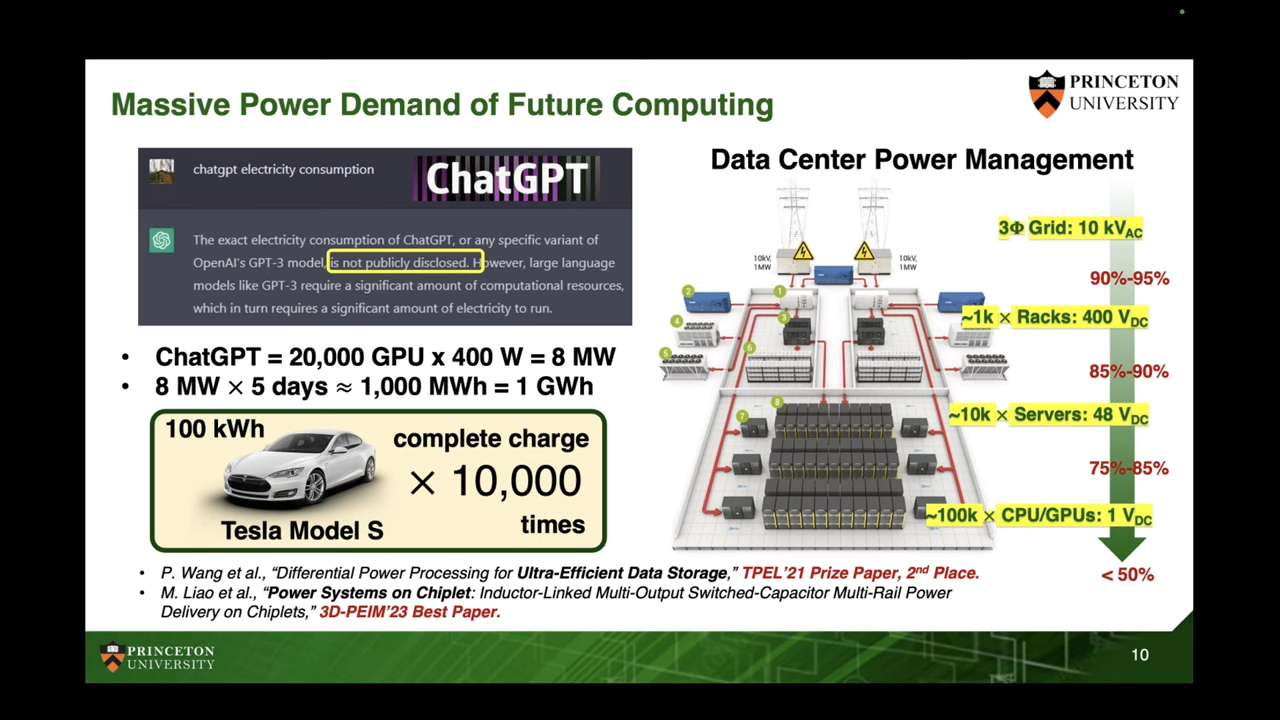 Massive Power Demand of Future Computing
PRINCETON
UNIVERSITY
chatgpt electricity consumption
ChatGPT
The exact electricity consumption of ChatGPT, or any specific variant of
OpenAI's GPT-3 model, is not publicly disclosed. However, large language
models like GPT-3 require a significant amount of computational resources,
which in turn requires a significant amount of electricity to run.
• ChatGPT = 20,000 GPU x 400 W = 8 MW
• 8 MW × 5 days ≈ 1,000 MWh = 1 GWh
100 kWh
complete charge
× 10,000
times
Tesla Model S
Data Center Power Management
10kV,
1MW
10kV,
1MW
1
2
3
4
5
6
7
8
3Φ Grid: 10 kVAC
90%-95%
~1k × Racks: 400 VDC
85%-90%
~10k × Servers: 48 VDC
75%-85%
~100k × CPU/GPUs: 1 VDC
< 50%
• P. Wang et al., “Differential Power Processing for Ultra-Efficient Data Storage,” TPEL’21 Prize Paper, 2nd Place.
• M. Liao et al., “Power Systems on Chiplet: Inductor-Linked Multi-Output Switched-Capacitor Multi-Rail Power
Delivery on Chiplets,” 3D-PEIM’23 Best Paper.
PRINCETON
UNIVERSITY
10